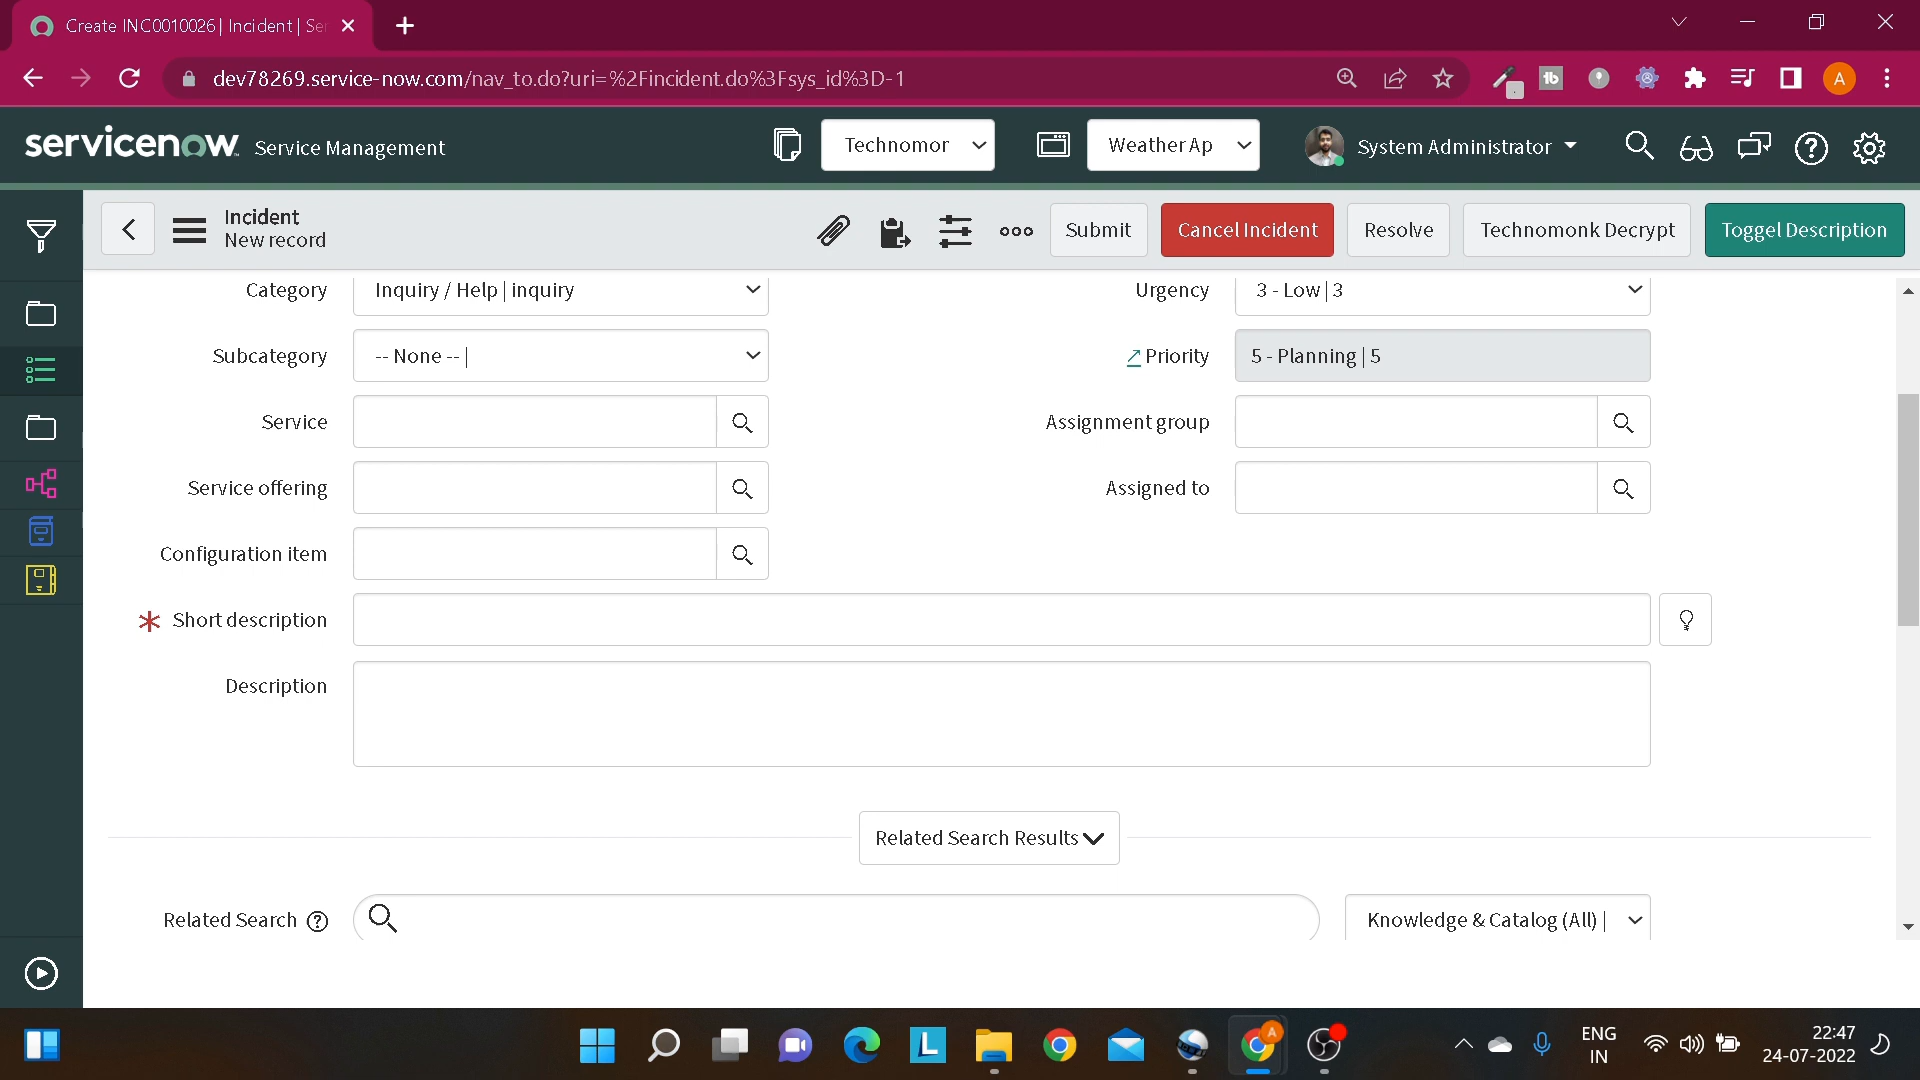 Create INC0010026 | Incident | Ser
dev78269.service-now.com/nav_to.do?uri=%2Fincident.do%3Fsys_id%3D-1
A
servicenow Service Management
Technomor
Weather Ap
System Administrator
Incident
New record
Submit
Cancel Incident
Resolve
Technomonk Decrypt
Toggel Description
Category
Inquiry / Help | inquiry
Urgency
3 - Low | 3
Subcategory
-- None -- |
Priority
5 - Planning | 5
Service
Assignment group
Service offering
Assigned to
Configuration item
* Short description
Description
Related Search Results
Related Search
Knowledge & Catalog (All) |
L
A
ENG
IN
22:47
24-07-2022